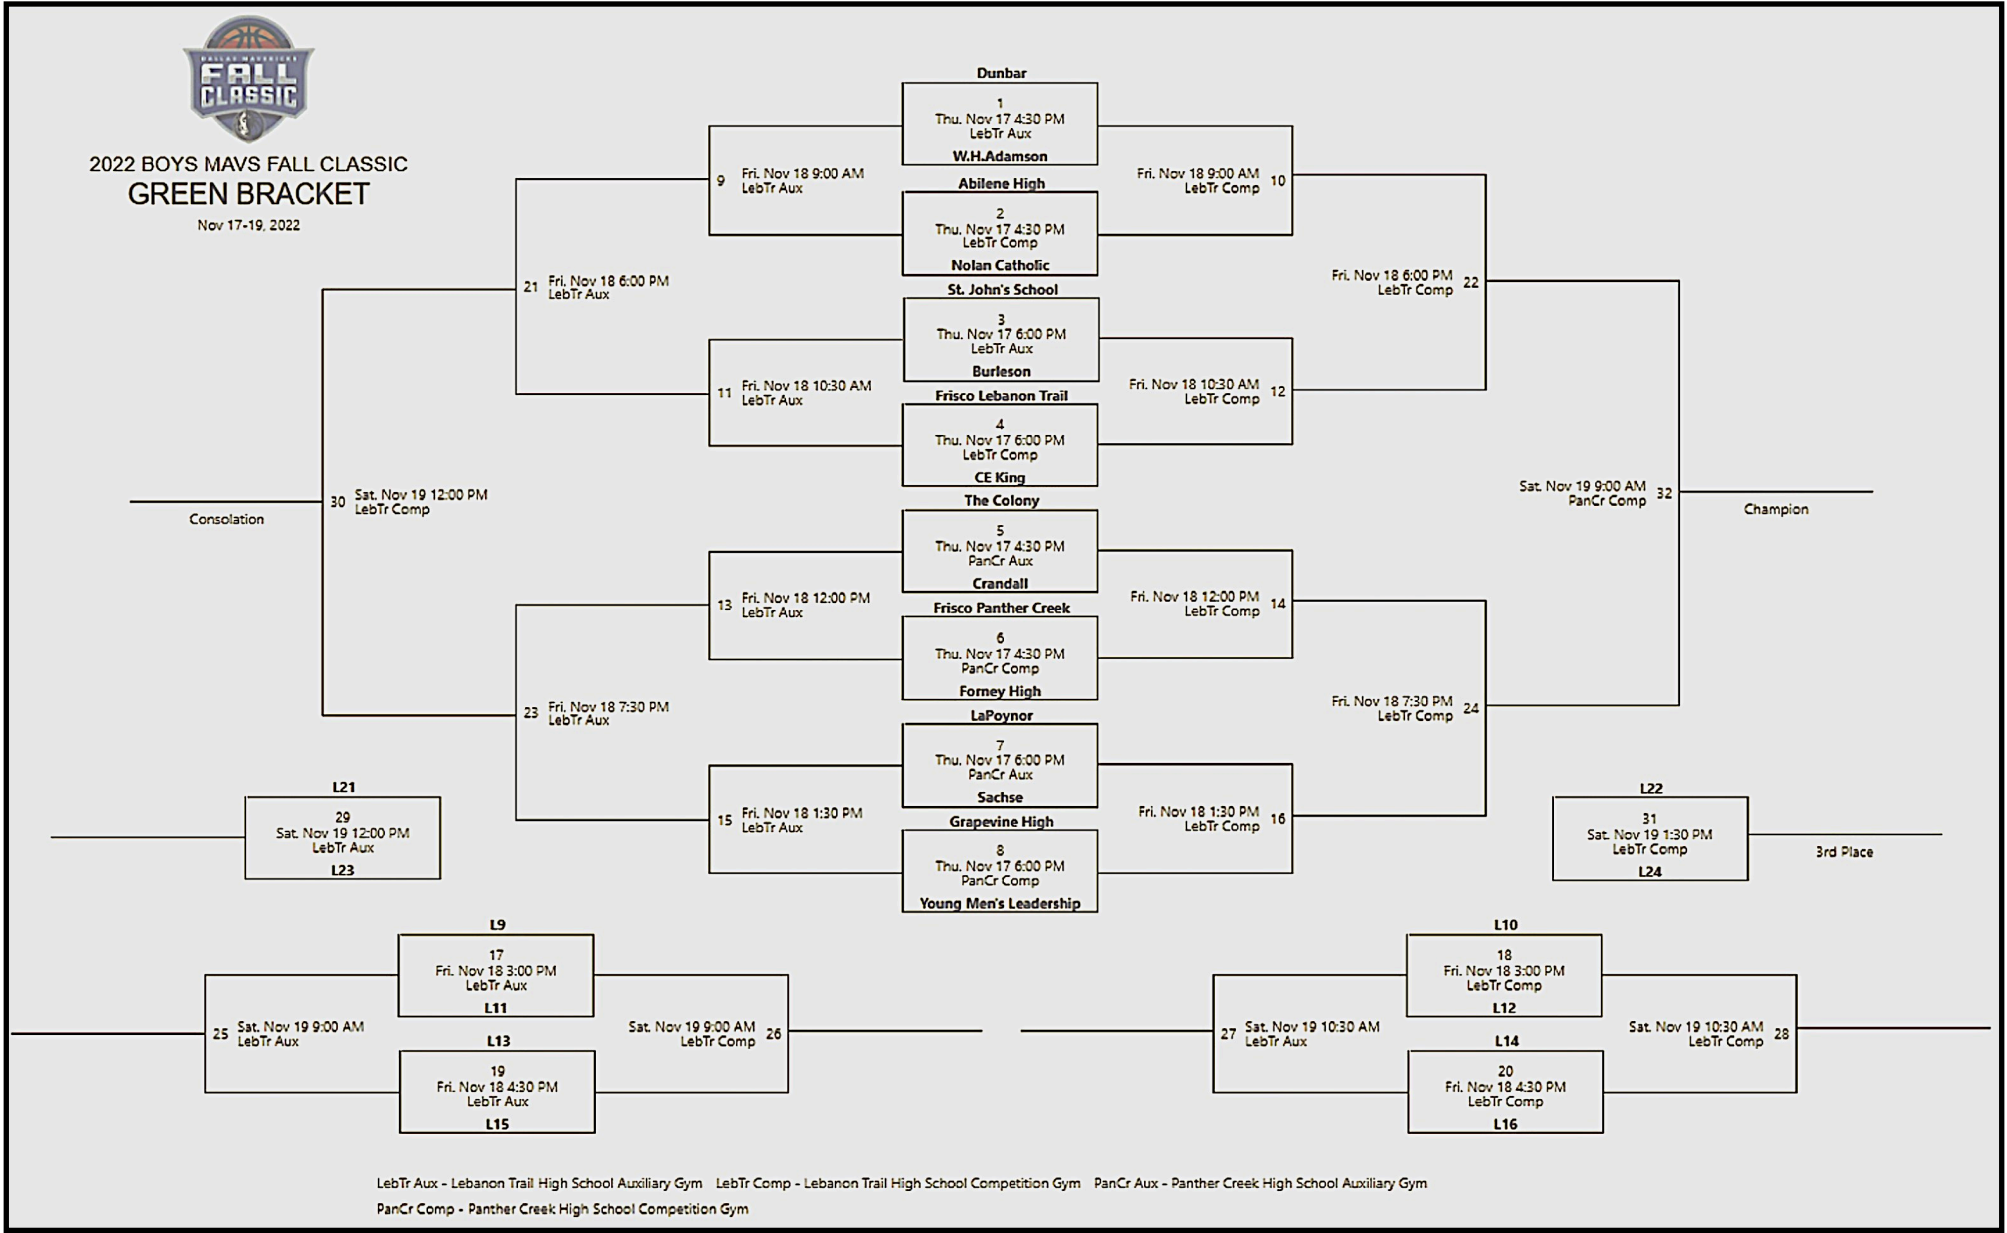 DALLAS MAVERICKS
FALL
CLASSIC
2022 BOYS MAVS FALL CLASSIC
GREEN BRACKET
Nov 17-19, 2022
Dunbar
1
Thu. Nov 17 4:30 PM
LebTr Aux
W.H.Adamson
Abilene High
2
Thu. Nov 17 4:30 PM
LebTr Comp
Nolan Catholic
St. John's School
3
Thu. Nov 17 6:00 PM
LebTr Aux
Burleson
Frisco Lebanon Trail
4
Thu. Nov 17 6:00 PM
LebTr Comp
CE King
The Colony
5
Thu. Nov 17 4:30 PM
PanCr Aux
Crandall
Frisco Panther Creek
6
Thu. Nov 17 4:30 PM
PanCr Comp
Forney High
LaPoynor
7
Thu. Nov 17 6:00 PM
PanCr Aux
Sachse
Grapevine High
8
Thu. Nov 17 6:00 PM
PanCr Comp
Young Men's Leadership
9 Fri. Nov 18 9:00 AM
LebTr Aux
11 Fri. Nov 18 10:30 AM
LebTr Aux
13 Fri. Nov 18 12:00 PM
LebTr Aux
15 Fri. Nov 18 1:30 PM
LebTr Aux
21 Fri. Nov 18 6:00 PM
LebTr Aux
23 Fri. Nov 18 7:30 PM
LebTr Aux
30 Sat. Nov 19 12:00 PM
LebTr Comp
Consolation
Fri. Nov 18 9:00 AM 10
LebTr Comp
Fri. Nov 18 10:30 AM 12
LebTr Comp
Fri. Nov 18 12:00 PM 14
LebTr Comp
Fri. Nov 18 1:30 PM 16
LebTr Comp
Fri. Nov 18 6:00 PM 22
LebTr Comp
Fri. Nov 18 7:30 PM 24
LebTr Comp
Sat. Nov 19 9:00 AM 32
PanCr Comp
Champion
L21
29
Sat. Nov 19 12:00 PM
LebTr Aux
L23
L22
31
Sat. Nov 19 1:30 PM
LebTr Comp
L24
3rd Place
L9
17
Fri. Nov 18 3:00 PM
LebTr Aux
L11
25 Sat. Nov 19 9:00 AM
LebTr Aux
Sat. Nov 19 9:00 AM 26
LebTr Comp
L13
19
Fri. Nov 18 4:30 PM
LebTr Aux
L15
L10
18
Fri. Nov 18 3:00 PM
LebTr Comp
L12
27 Sat. Nov 19 10:30 AM
LebTr Aux
Sat. Nov 19 10:30 AM 28
LebTr Comp
L14
20
Fri. Nov 18 4:30 PM
LebTr Comp
L16
LebTr Aux - Lebanon Trail High School Auxiliary Gym LebTr Comp - Lebanon Trail High School Competition Gym PanCr Aux - Panther Creek High School Auxiliary Gym
PanCr Comp - Panther Creek High School Competition Gym